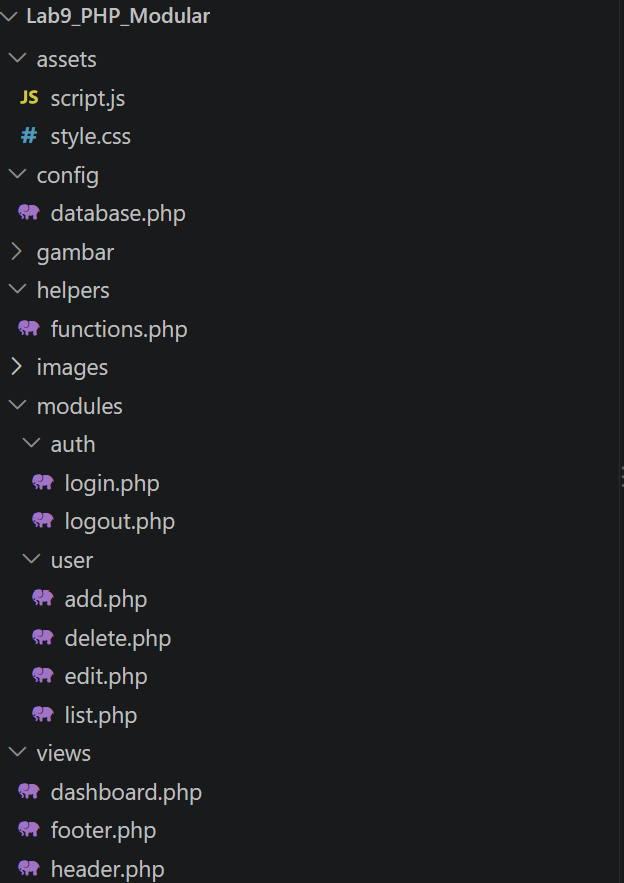 Lab9_PHP_Modular
assets
JS script.js
# style.css
config
database.php
gambar
helpers
functions.php
images
modules
auth
login.php
logout.php
user
add.php
delete.php
edit.php
list.php
views
dashboard.php
footer.php
header.php